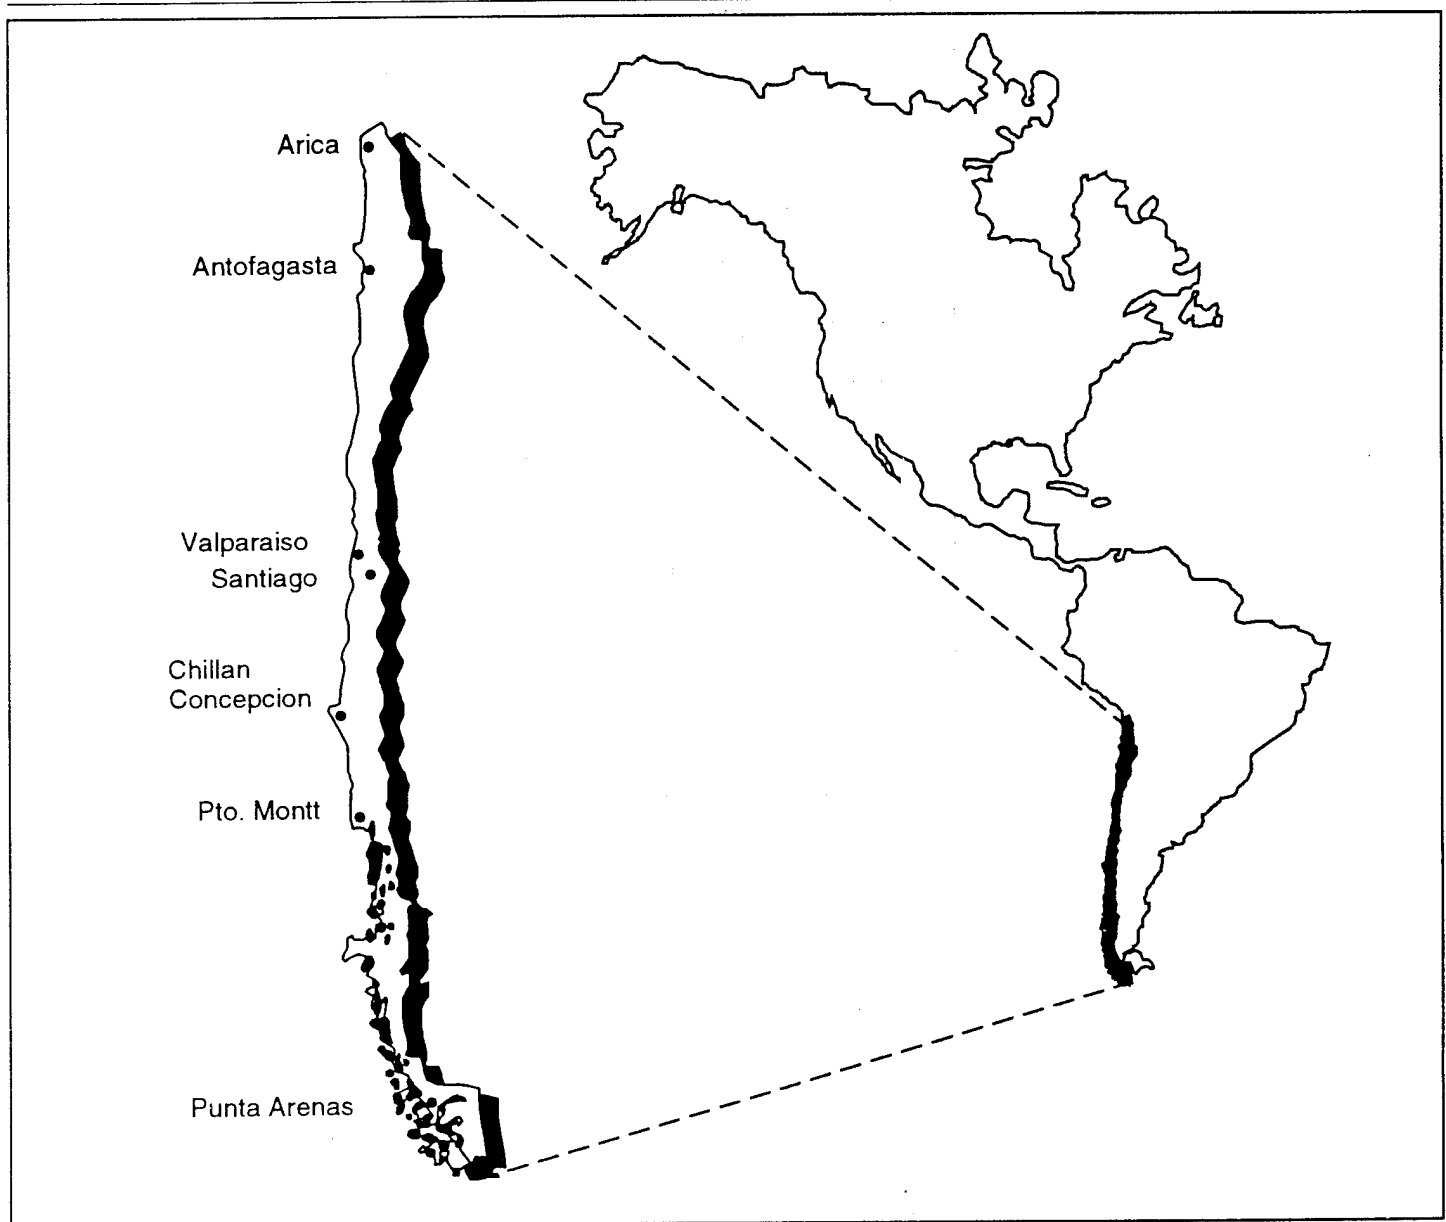 Arica
Antofagasta
Valparaiso
Santiago
Chillan
Concepcion
Pto. Montt
Punta Arenas